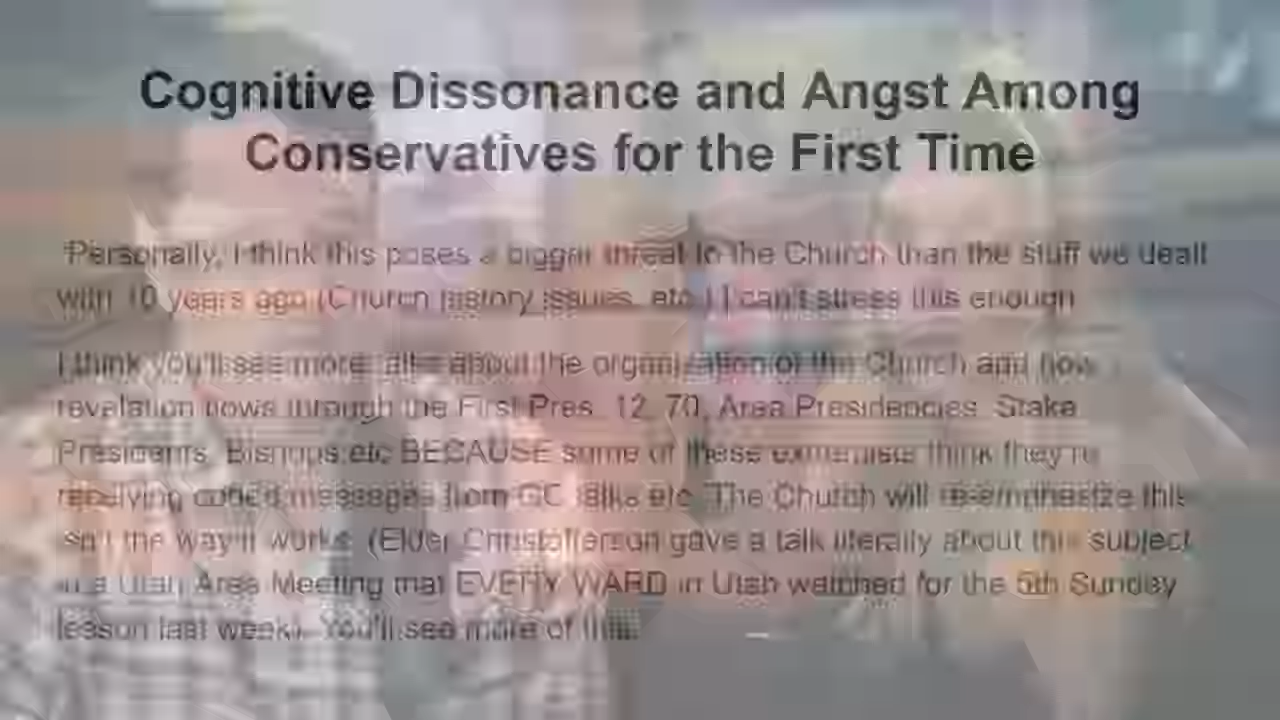 Cognitive Dissonance and Angst Among
Conservatives for the First Time
"Personally, I think this poses a bigger threat to the Church than the stuff we dealt
with 10 years ago (Church history issues, etc.) I can't stress this enough
I think you'll see more talks about the organization of the Church and how
revelation flows through the First Pres, 12, 70, Area Presidencies, Stake
Presidents, Bishops etc BECAUSE some of these extremists think they're
receiving coded messages from GC talks etc. The Church will re-emphasize this
isn't the way it works. (Elder Christofferson gave a talk literally about this subject
in a Utah Area Meeting that EVERY WARD in Utah watched for the 5th Sunday
lesson last week). You'll see more of this.